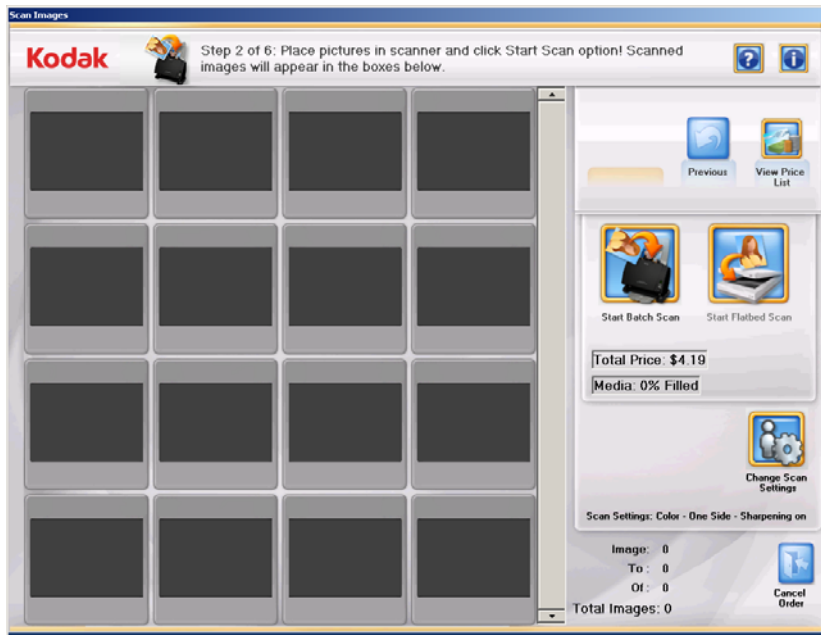 Scan Images
Kodak
Step 2 of 6: Place pictures in scanner and click Start Scan option! Scanned
images will appear in the boxes below.
Previous
View Price
List
Start Batch Scan
Start Flatbed Scan
Total Price: $4.19
Media: 0% Filled
Change Scan
Settings
Scan Settings: Color - One Side - Sharpening on
Image: 0
To : 0
Of : 0
Total Images: 0
Cancel
Order